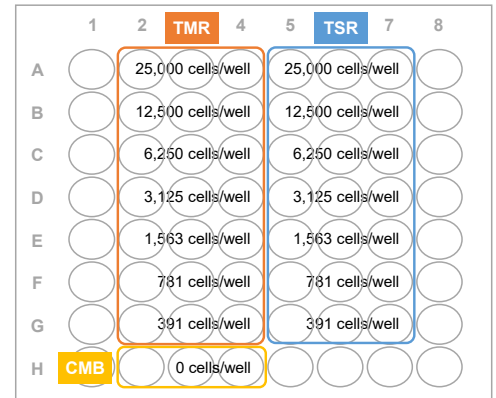 1 2 TMR 4 5 TSR 7 8
A 25,000 cells/well 25,000 cells/well
B 12,500 cells/well 12,500 cells/well
C 6,250 cells/well 6,250 cells/well
D 3,125 cells/well 3,125 cells/well
E 1,563 cells/well 1,563 cells/well
F 781 cells/well 781 cells/well
G 391 cells/well 391 cells/well
H CMB 0 cells/well